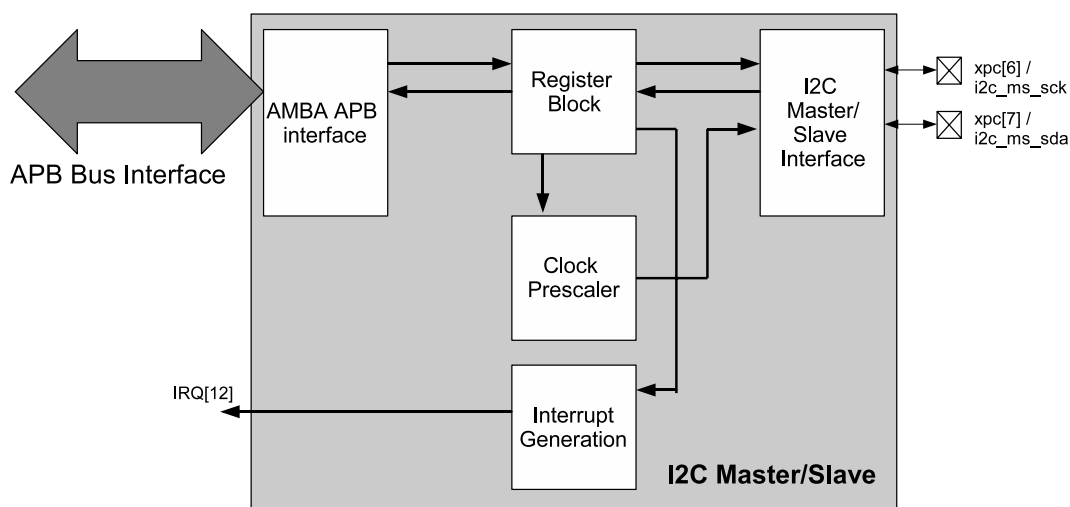 APB Bus Interface
AMBA APB
interface
Register
Block
I2C
Master/
Slave
Interface
xpc[6] /
i2c_ms_sck
xpc[7] /
i2c_ms_sda
Clock
Prescaler
IRQ[12]
Interrupt
Generation
I2C Master/Slave